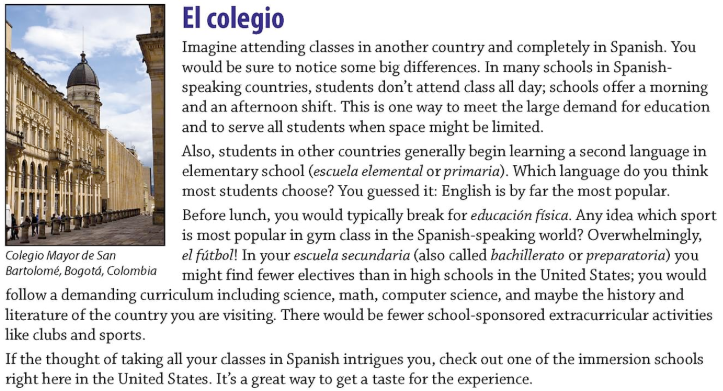 El colegio
Imagine attending classes in another country and completely in Spanish. You
would be sure to notice some big differences. In many schools in Spanish-
speaking countries, students don't attend class all day; schools offer a morning
and an afternoon shift. This is one way to meet the large demand for education
and to serve all students when space might be limited.
Also, students in other countries generally begin learning a second language in
elementary school (escuela elemental or primaria). Which language do you think
most students choose? You guessed it: English is by far the most popular.
Before lunch, you would typically break for educación física. Any idea which sport
is most popular in gym class in the Spanish-speaking world? Overwhelmingly,
el fútbol! In your escuela secundaria (also called bachillerato or preparatoria) you
might find fewer electives than in high schools in the United States; you would
follow a demanding curriculum including science, math, computer science, and maybe the history and
literature of the country you are visiting. There would be fewer school-sponsored extracurricular activities
like clubs and sports.
If the thought of taking all your classes in Spanish intrigues you, check out one of the immersion schools
right here in the United States. It's a great way to get a taste for the experience.
Colegio Mayor de San
Bartolomé, Bogotá, Colombia